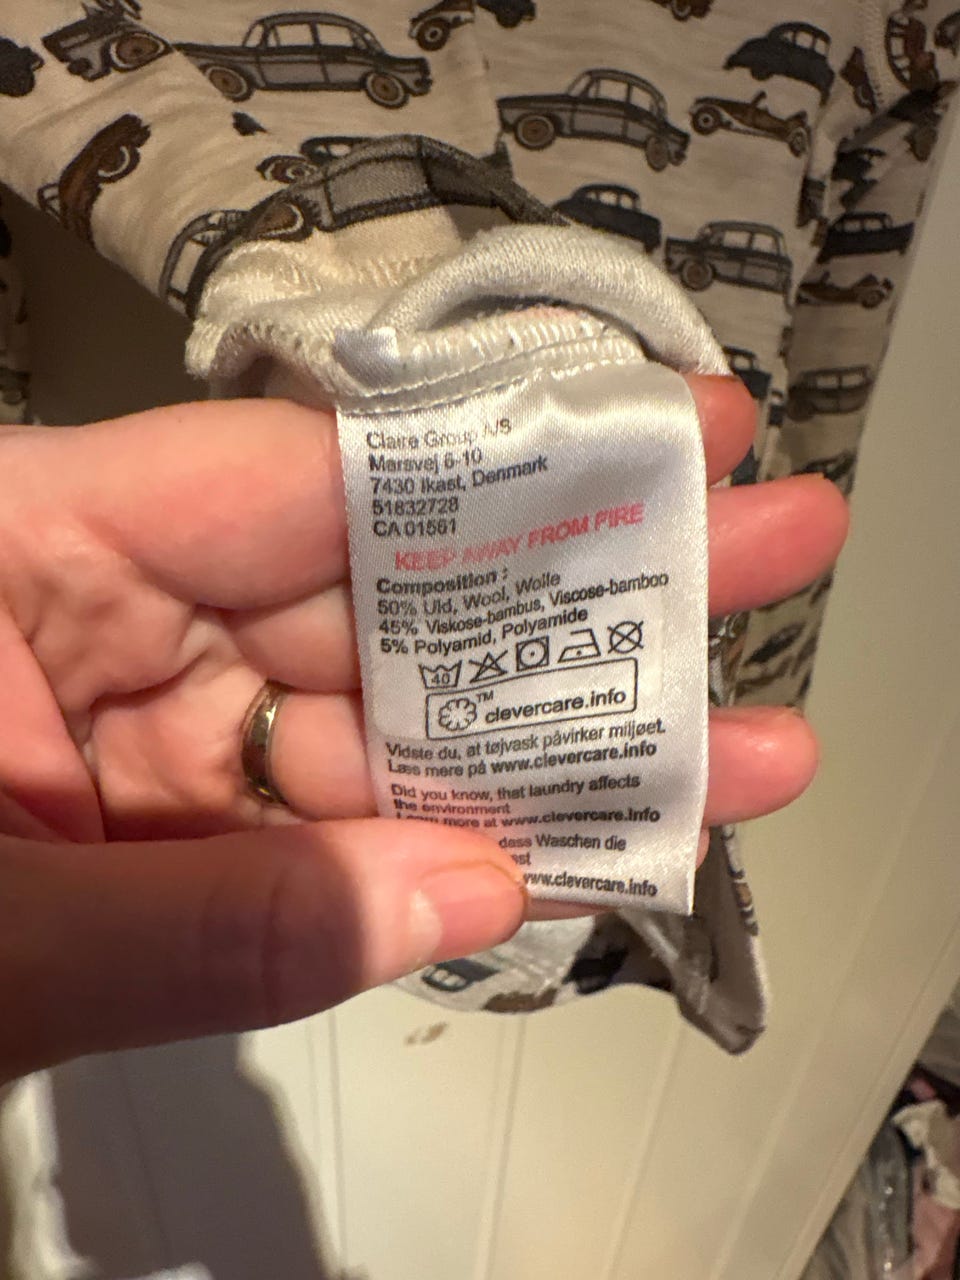 Claire Group A/S
Marsvej 6-10
7430 Ikast, Denmark
51832728
CA 01561
KEEP AWAY FROM FIRE
Composition :
50% Uld, Wool, Wolle
45% Viskose-bambus, Viscose-bamboo
5% Polyamid, Polyamide
40
TM clevercare.info
Vidste du, at tøjvask påvirker miljøet.
Læs mere på www.clevercare.info
Did you know, that laundry affects
the environment
Learn more at www.clevercare.info
dass Waschen die
www.clevercare.info